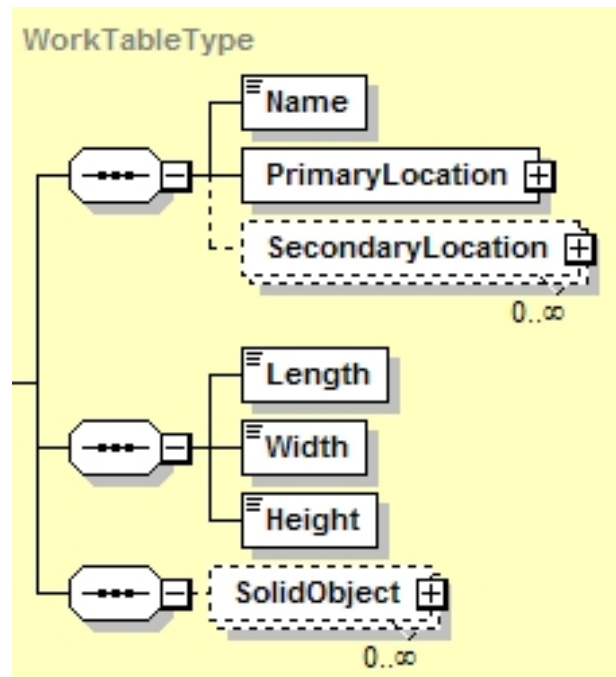 WorkTableType
Name
PrimaryLocation
SecondaryLocation
0..∞
Length
Width
Height
SolidObject
0..∞